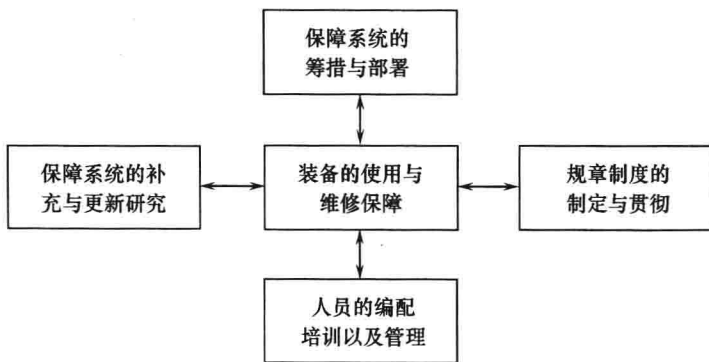 保障系统的
筹措与部署
保障系统的补
充与更新研究
装备的使用与
维修保障
规章制度的
制定与贯彻
人员的编配
培训以及管理